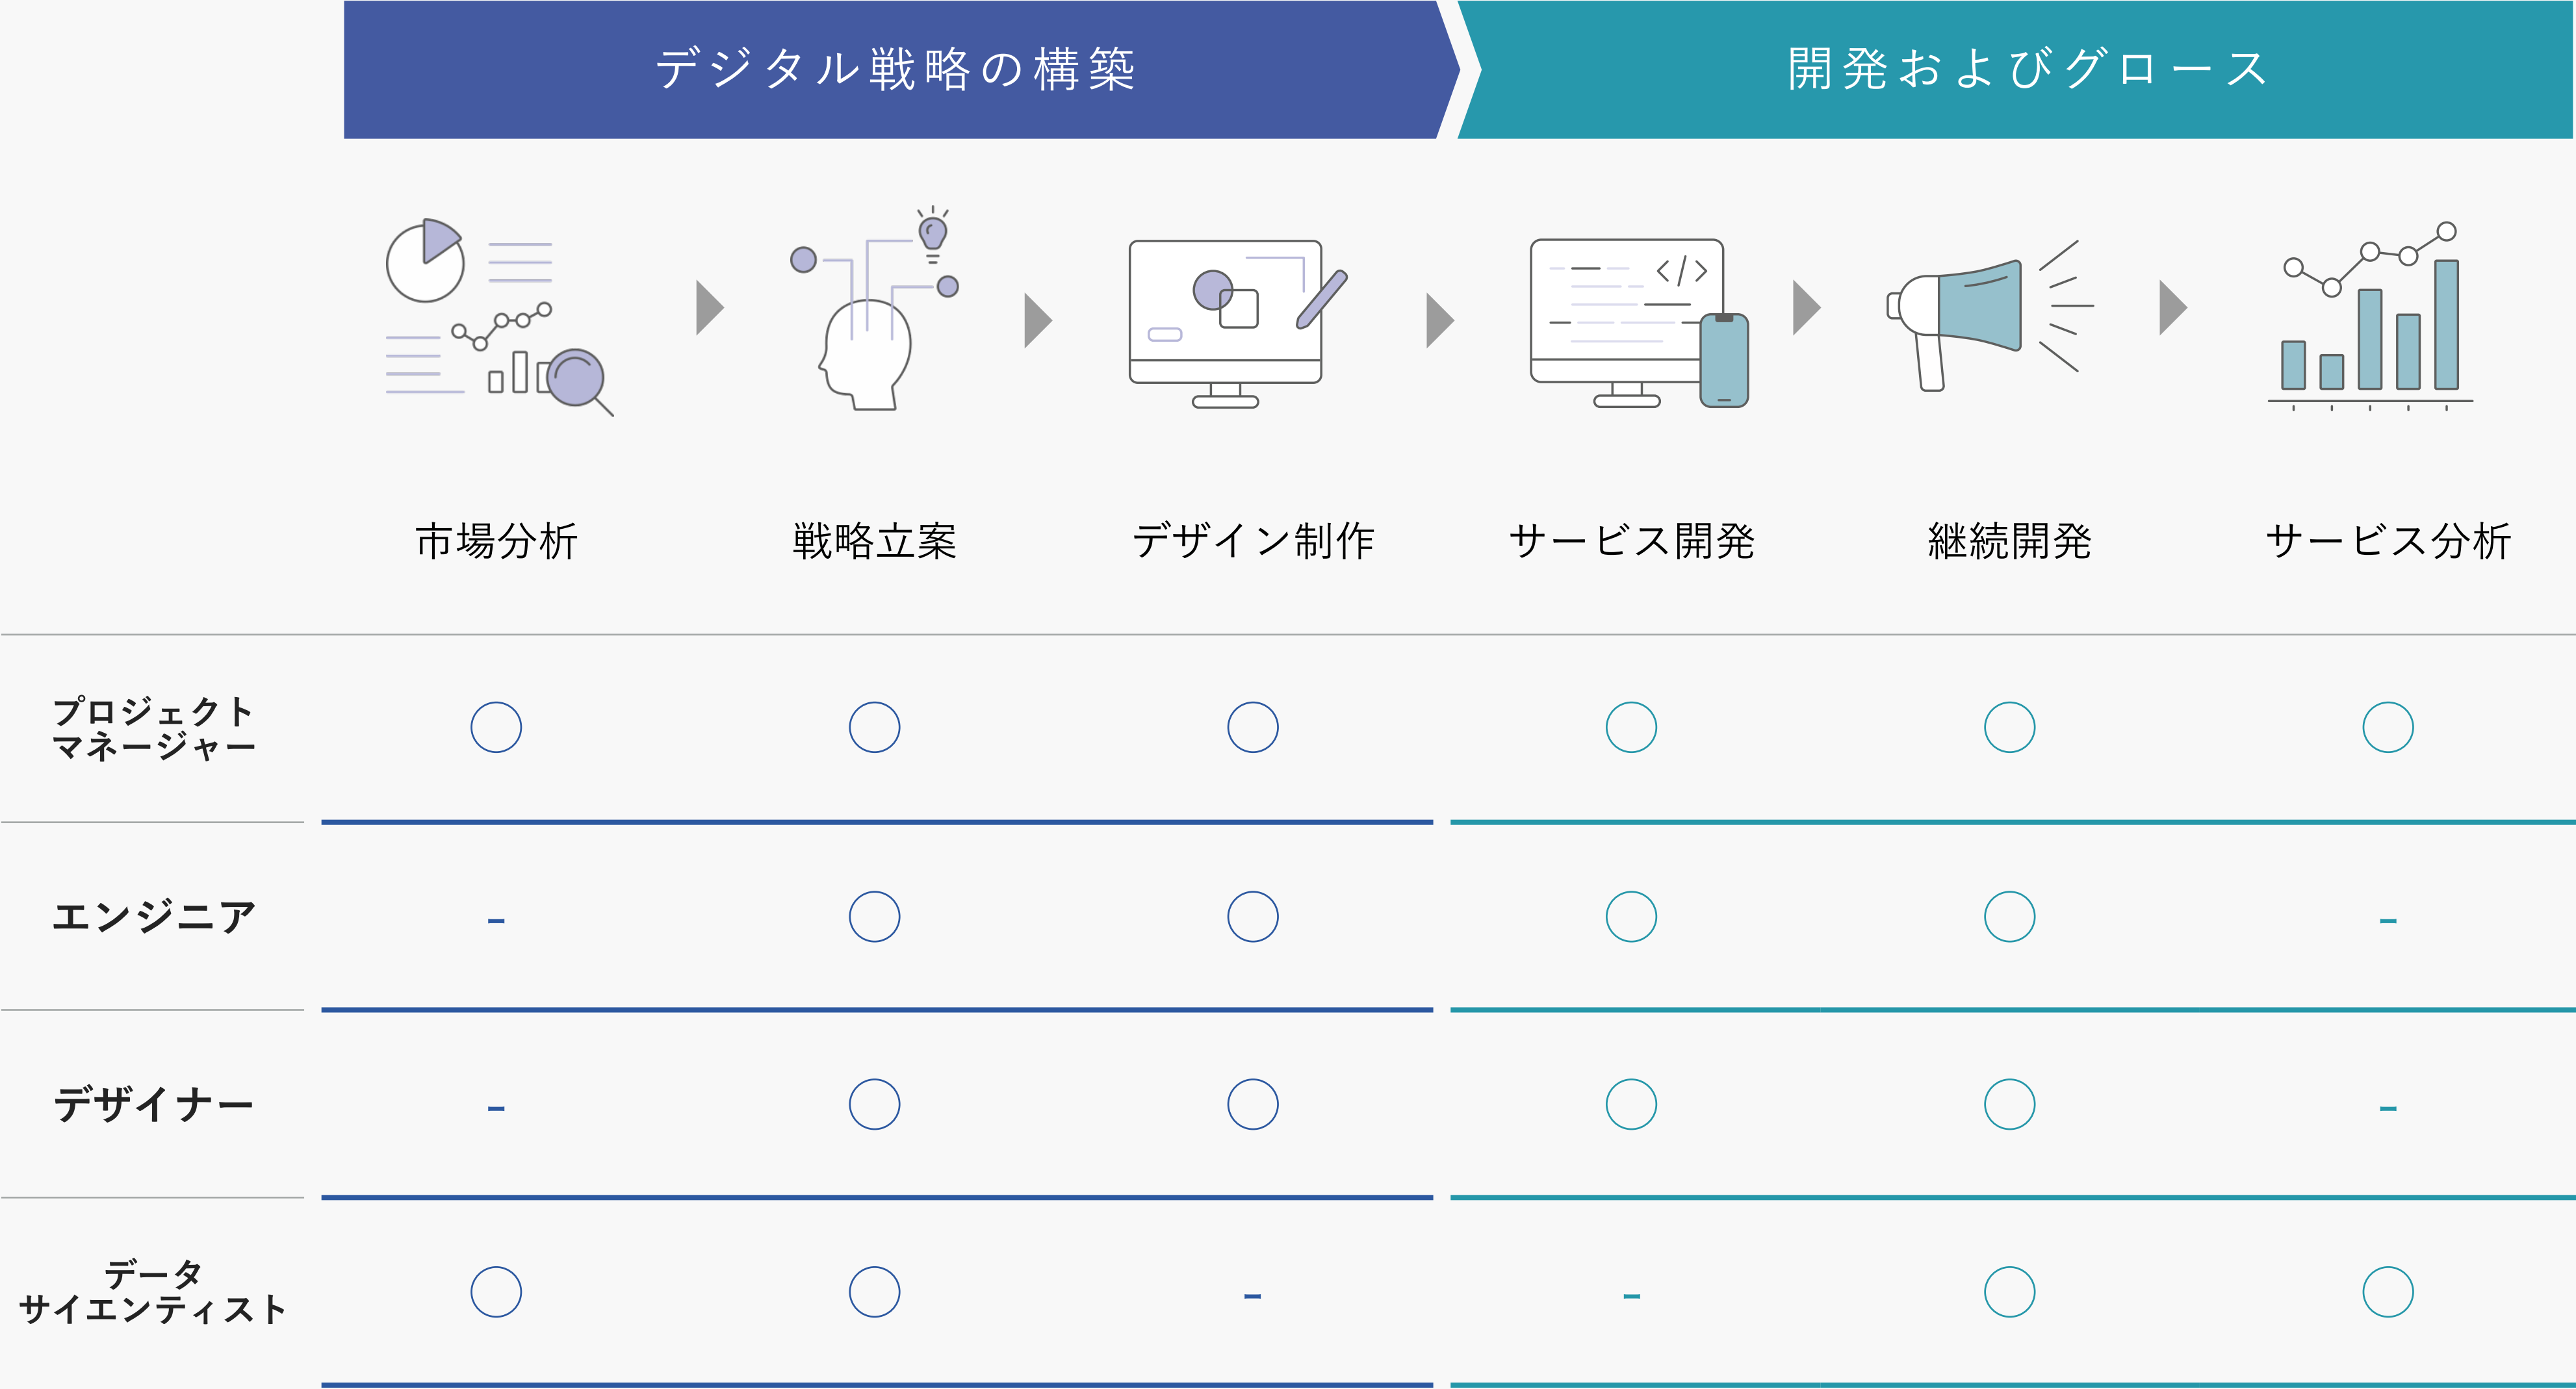 デジタル戦略の構築
開発およびグロース
市場分析
戦略立案
デザイン制作
</>
サービス開発
継続開発
サービス分析
プロジェクト
マネージャー
◯ ◯ ◯ ◯ ◯ ◯
エンジニア
- ◯ ◯ ◯ ◯ -
デザイナー
- ◯ ◯ ◯ ◯ -
データ
サイエンティスト
◯ ◯ - - ◯ ◯